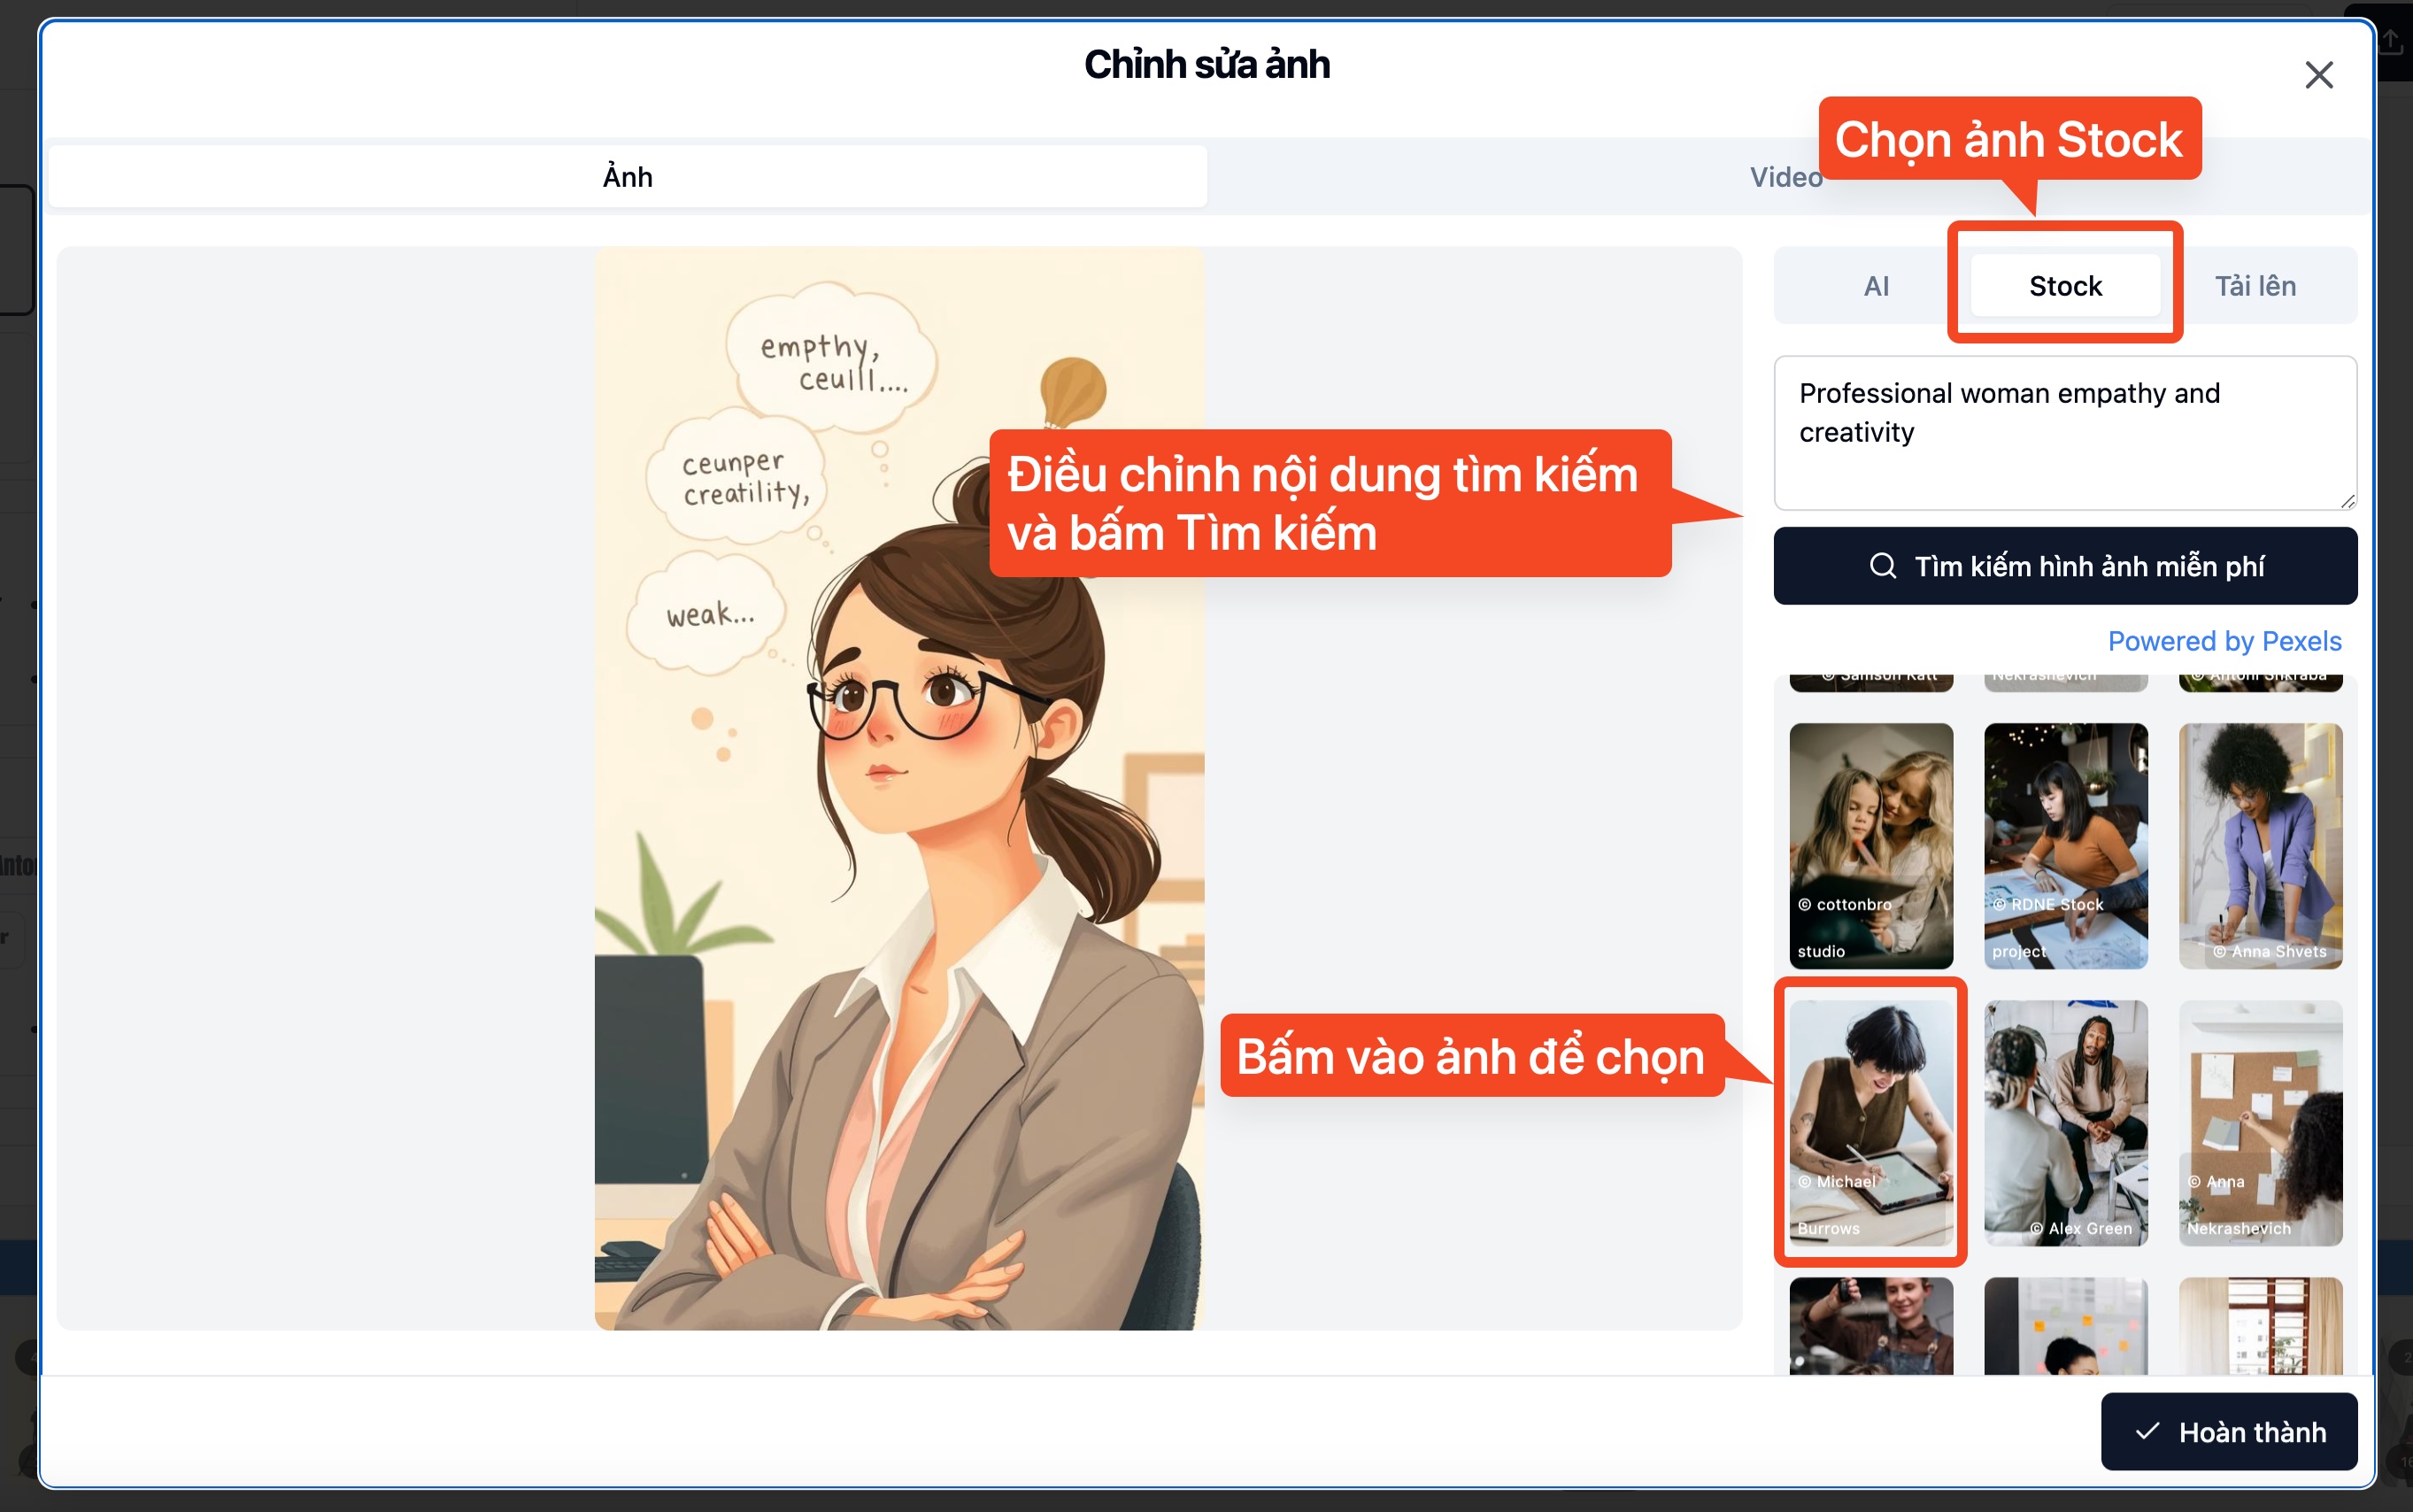 Chỉnh sửa ảnh
Chọn ảnh Stock
Ảnh
Video
AI
Stock
Tải lên
empthy,
ceuill....
ceunper
creatility,
weak...
Professional woman empathy and
creativity
Điều chỉnh nội dung tìm kiếm
và bấm Tìm kiếm
Tìm kiếm hình ảnh miễn phí
Powered by Pexels
© Samson Katt
Nekrashevich
© Antoni Shkraba
© cottonbro
studio
© RDNE Stock
project
© Anna Shvets
Bấm vào ảnh để chọn
© Michael
Burrows
© Alex Green
© Anna
Nekrashevich
Hoàn thành